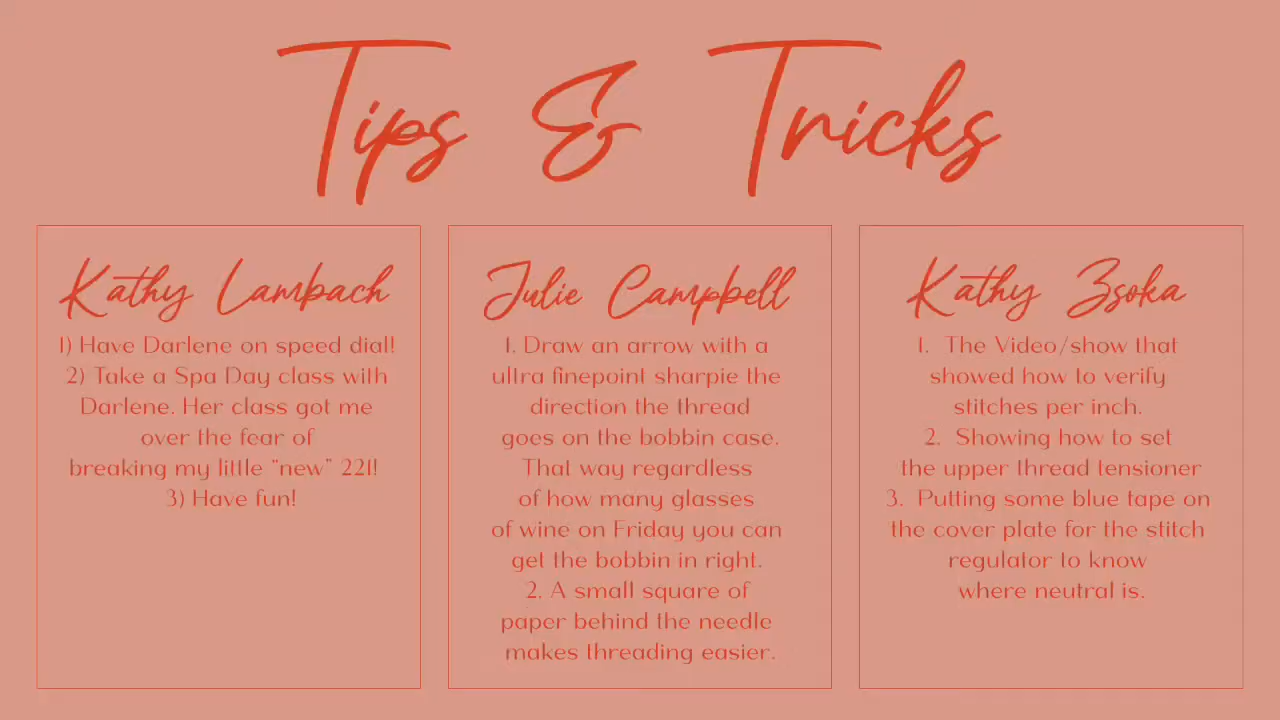 Tips & Tricks
Kathy Lambach
1) Have Darlene on speed dial!
2) Take a Spa Day class with
Darlene. Her class got me
over the fear of
breaking my little "new" 221!
3) Have fun!
Julie Campbell
1. Draw an arrow with a
ultra finepoint sharpie the
direction the thread
goes on the bobbin case.
That way regardless
of how many glasses
of wine on Friday you can
get the bobbin in right.
2. A small square of
paper behind the needle
makes threading easier.
Kathy Zsoka
1. The Video/show that
showed how to verify
stitches per inch.
2. Showing how to set
the upper thread tensioner
3. Putting some blue tape on
the cover plate for the stitch
regulator to know
where neutral is.